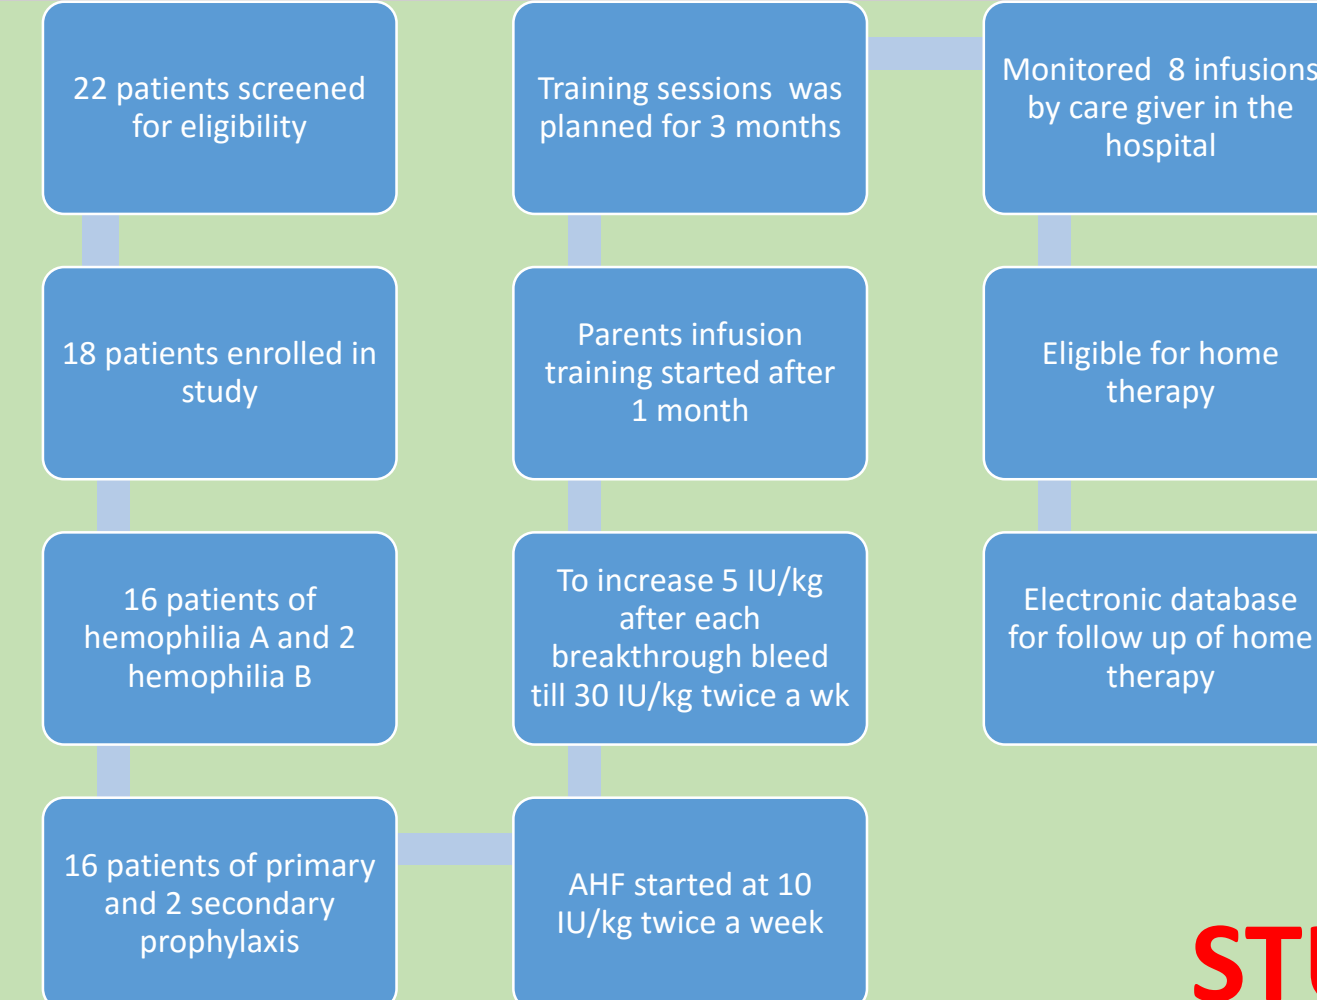 22 patients screened
for eligibility
18 patients enrolled in
study
16 patients of
hemophilia A and 2
hemophilia B
16 patients of primary
and 2 secondary
prophylaxis
AHF started at 10
IU/kg twice a week
To increase 5 IU/kg
after each
breakthrough bleed
till 30 IU/kg twice a wk
Parents infusion
training started after
1 month
Training sessions was
planned for 3 months
Monitored 8 infusions
by care giver in the
hospital
Eligible for home
therapy
Electronic database
for follow up of home
therapy